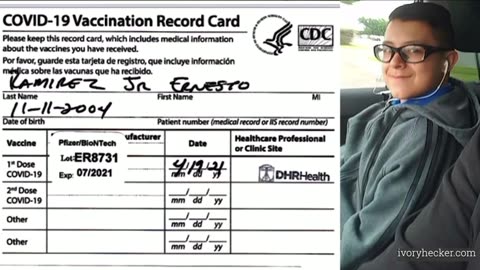 COVID-19 Vaccination Record Card
Please keep this record card, which includes medical information
about the vaccines you have received.
Por favor, guarde esta tarjeta de registro, que incluye información
médica sobre las vacunas que ha recibido.
CDC
Ramirez Jr Ernesto
Last Name First Name MI
11-11-2004
Date of birth Patient number (medical record or IIS record number)
Vaccine ufacturer Date Healthcare Professional
or Clinic Site
1st Dose
COVID-19
Pfizer/BioNTech
Lot:ER8731
Exp: 07/2021
4/19/21
mm dd yy
DHRHealth
2nd Dose
COVID-19
mm dd yy
Other
mm dd yy
Other
mm dd yy
ivoryhecker.com